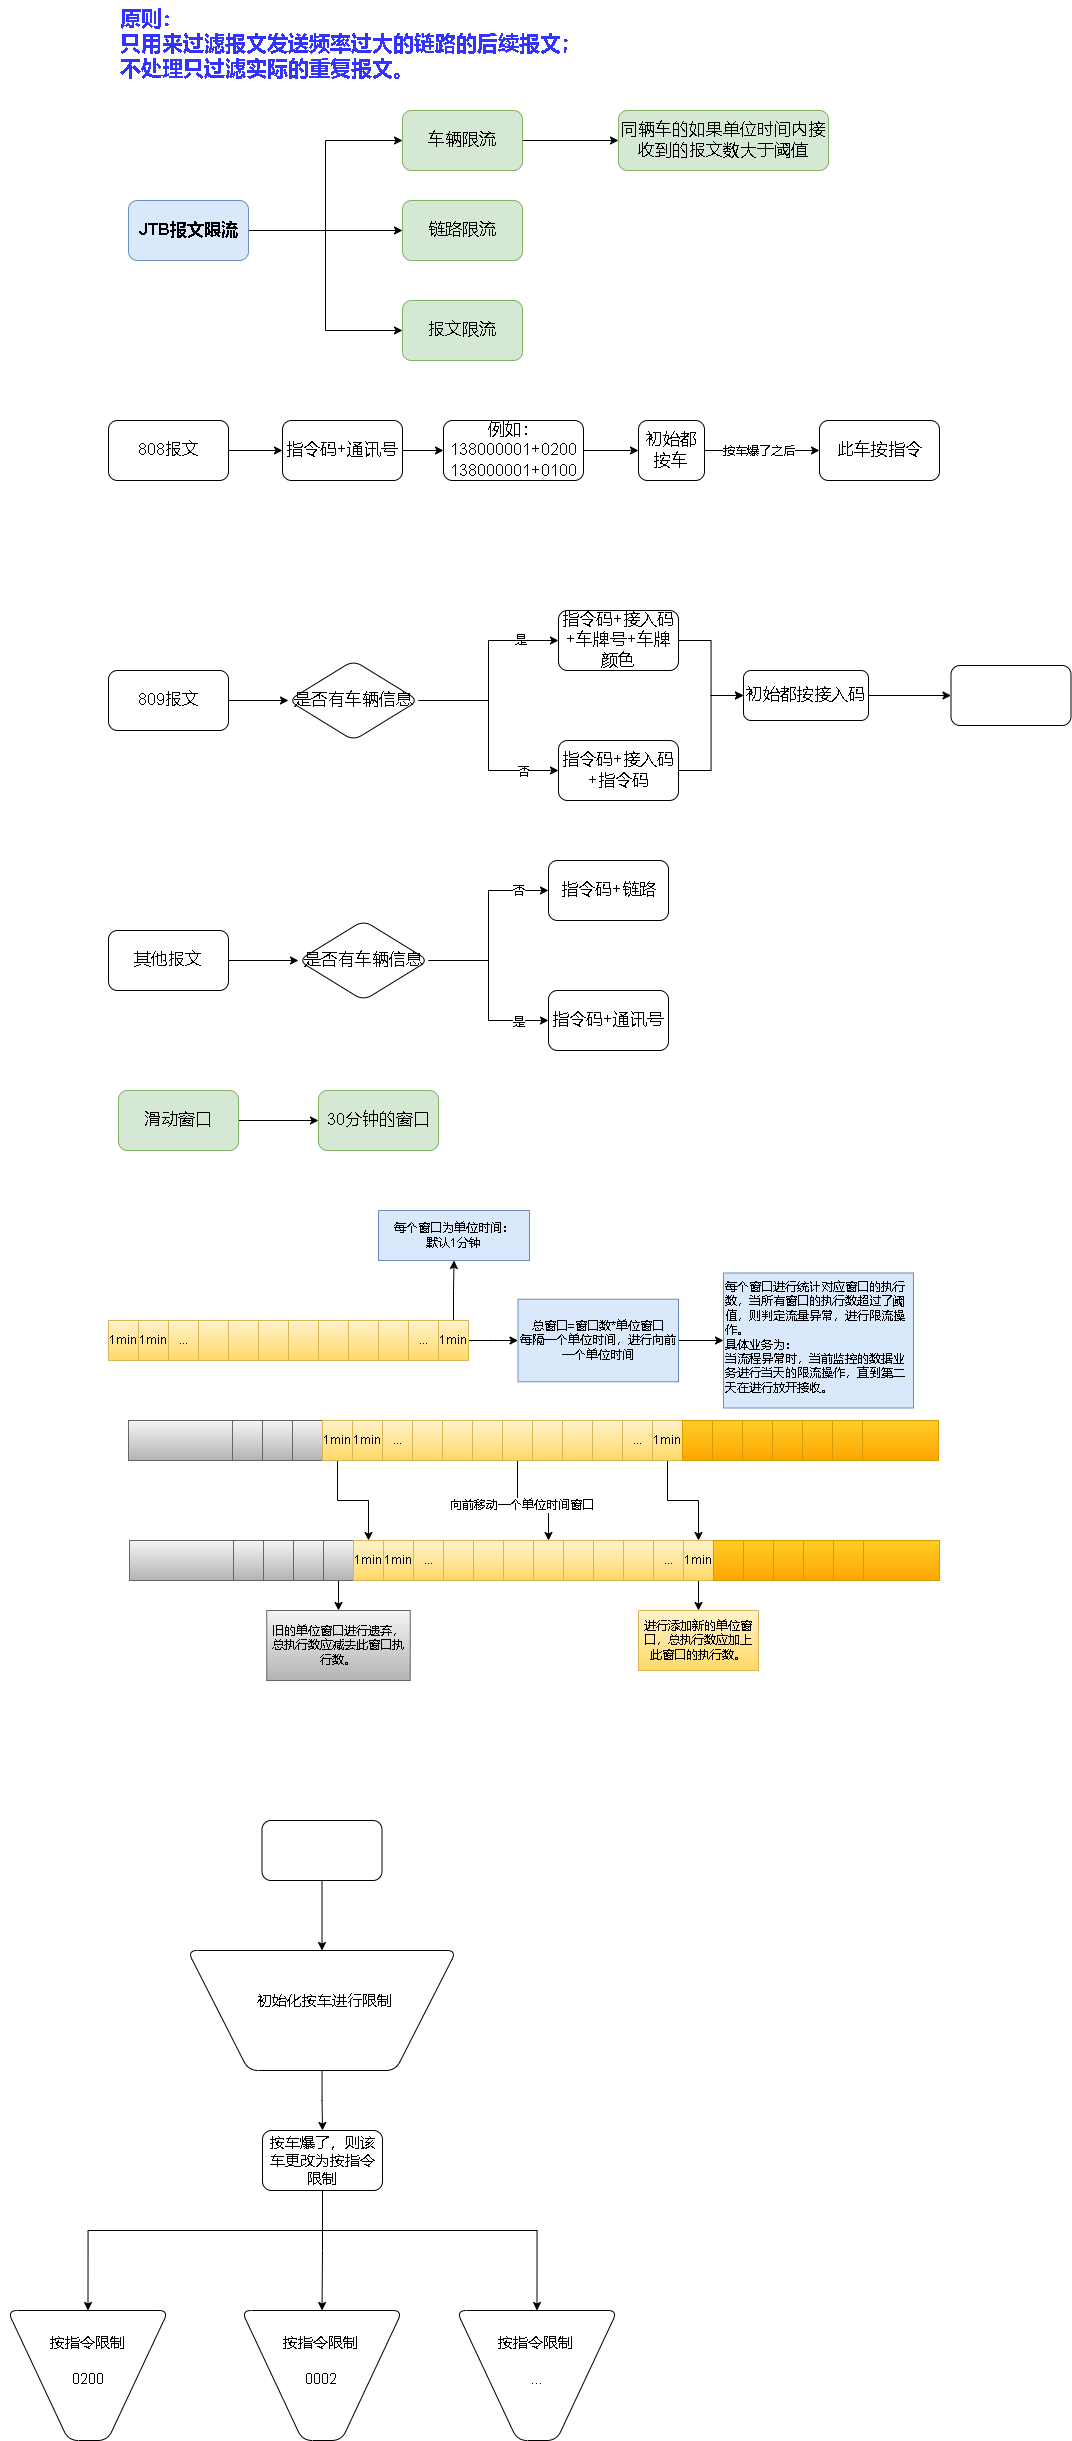 原则：
只用来过滤报文发送频率过大的链路的后续报文；
不处理只过滤实际的重复报文。
车辆限流
同辆车的如果单位时间内接
收到的报文数大于阈值
JTB报文限流
链路限流
报文限流
808报文
指令码+通讯号
例如：
138000001+0200
138000001+0100
初始都
按车
按车爆了之后
此车按指令
809报文
是否有车辆信息
是
指令码+接入码
+车牌号+车牌
颜色
否
指令码+接入码
+指令码
初始都按接入码
其他报文
是否有车辆信息
否
指令码+链路
是
指令码+通讯号
滑动窗口
30分钟的窗口
每个窗口为单位时间：
默认1分钟
1min 1min ... ... 1min
总窗口=窗口数*单位窗口
每隔一个单位时间，进行向前
一个单位时间
每个窗口进行统计对应窗口的执行
数，当所有窗口的执行数超过了阈
值，则判定流量异常，进行限流操
作。
具体业务为：
当流程异常时，当前监控的数据业
务进行当天的限流操作，直到第二
天在进行放开接收。
1min 1min ... ... 1min
向前移动一个单位时间窗口
1min 1min ... ... 1min
旧的单位窗口进行遗弃，
总执行数应减去此窗口执
行数。
进行添加新的单位窗
口，总执行数应加上
此窗口的执行数。
初始化按车进行限制
按车爆了，则该
车更改为按指令
限制
按指令限制
0200
按指令限制
0002
按指令限制
...